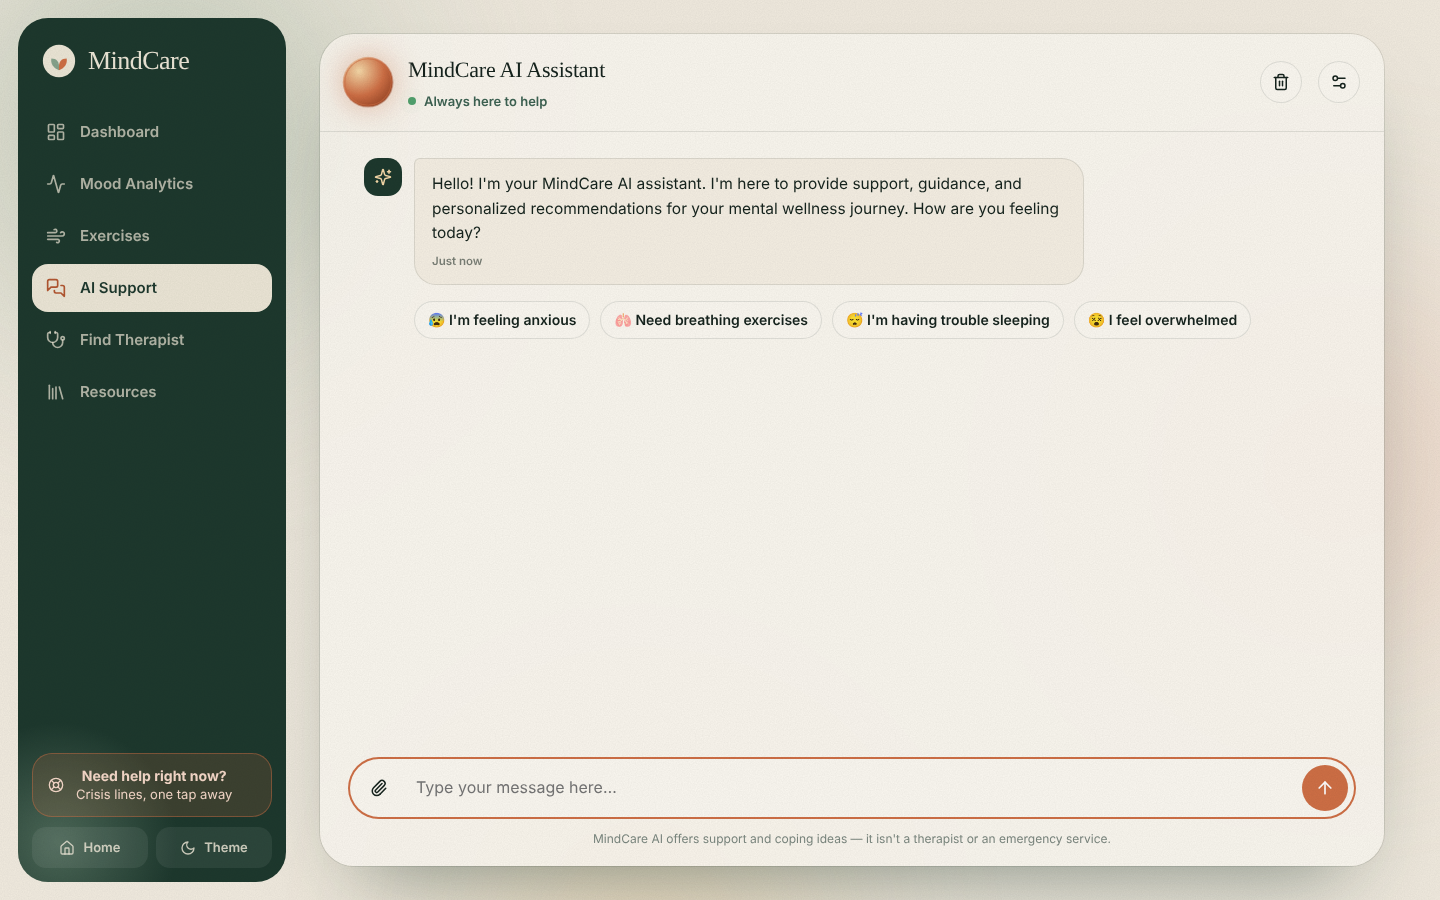 MindCare
Dashboard
Mood Analytics
Exercises
AI Support
Find Therapist
Resources
Need help right now?
Crisis lines, one tap away
Home
Theme
MindCare AI Assistant
Always here to help
Hello! I'm your MindCare AI assistant. I'm here to provide support, guidance, and
personalized recommendations for your mental wellness journey. How are you feeling
today?
Just now
😰 I'm feeling anxious
🫁 Need breathing exercises
😴 I'm having trouble sleeping
😵 I feel overwhelmed
Type your message here...
MindCare AI offers support and coping ideas — it isn't a therapist or an emergency service.